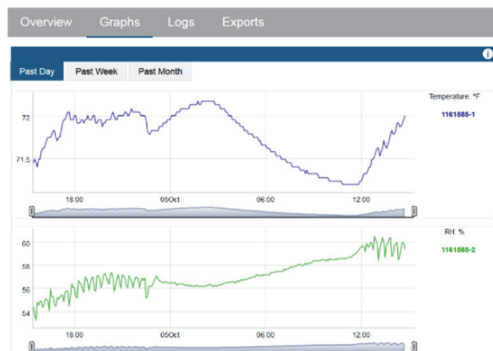 Overview Graphs Logs Exports
Past Day Past Week Past Month
Temperature: °F
1161585-1
72
71.5
18:00 05Oct 06:00 12:00
RH: %
1161585-2
60
58
56
54
18:00 05Oct 06:00 12:00